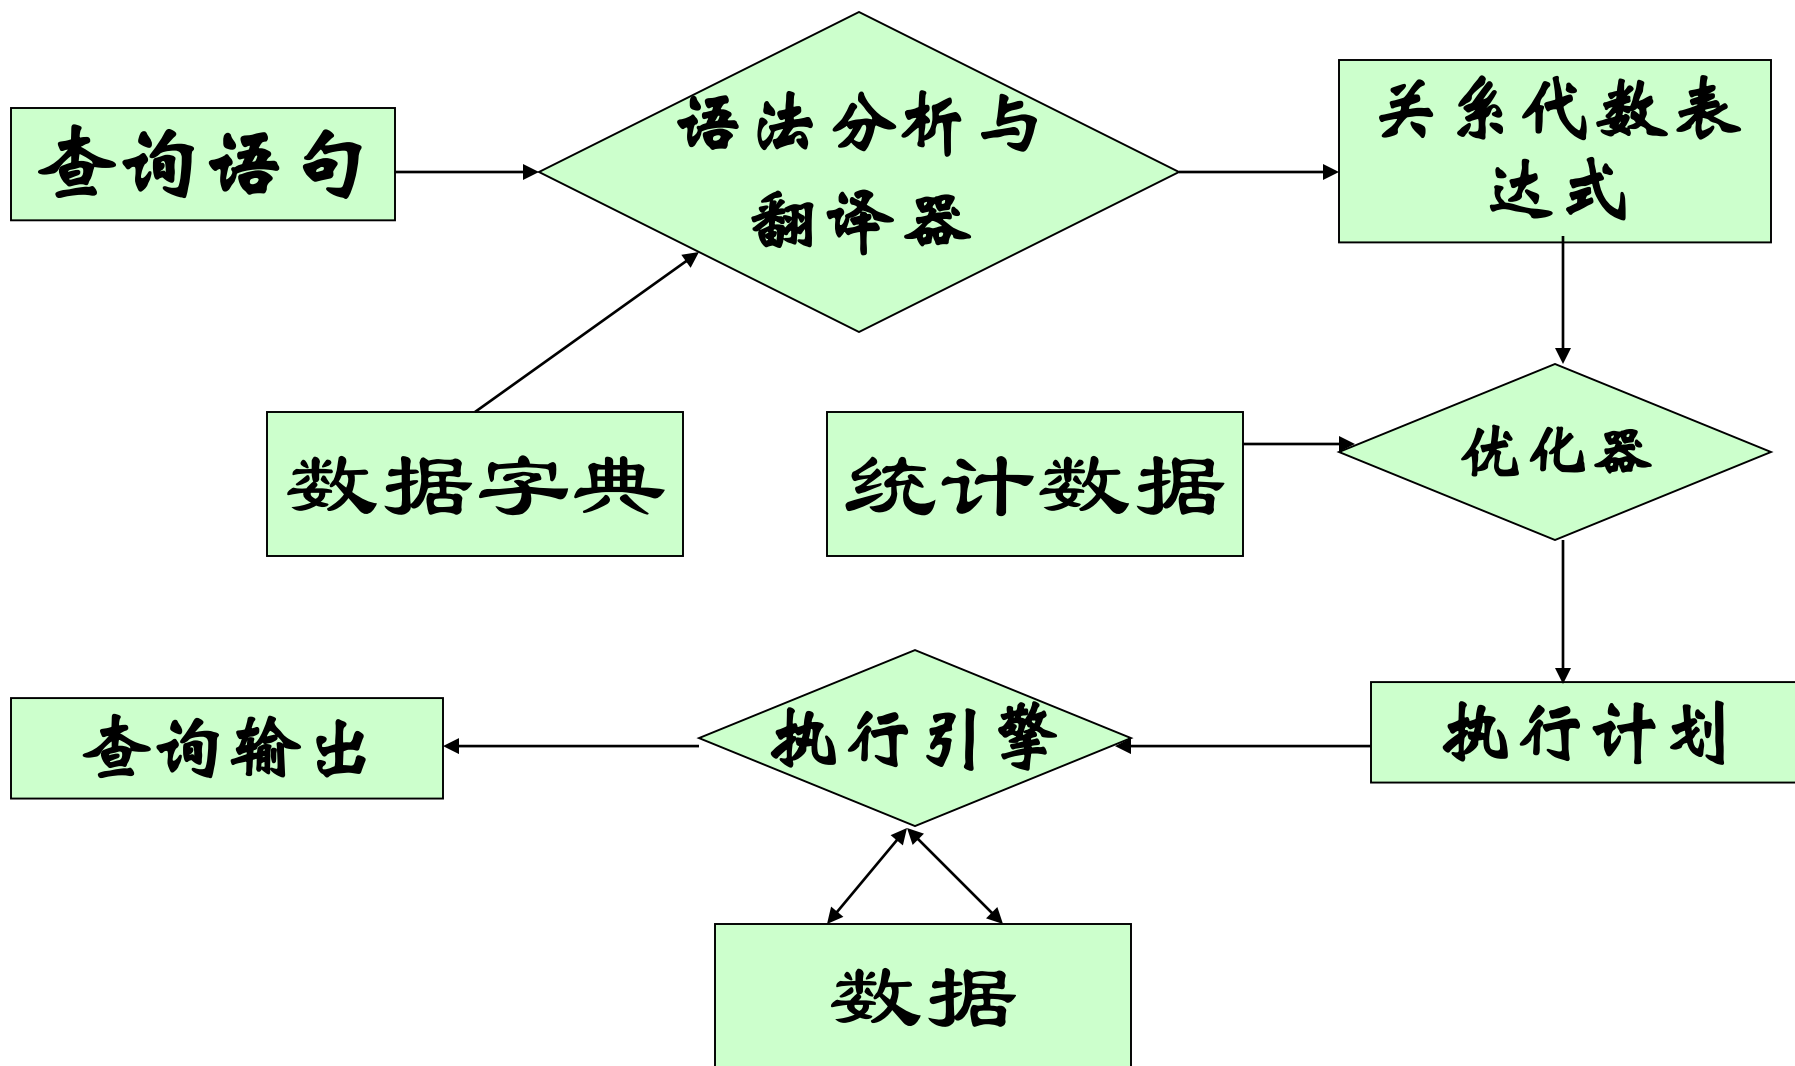 查询语句
语法分析与
翻译器
关系代数表
达式
数据字典
统计数据
优化器
查询输出
执行引擎
执行计划
数据